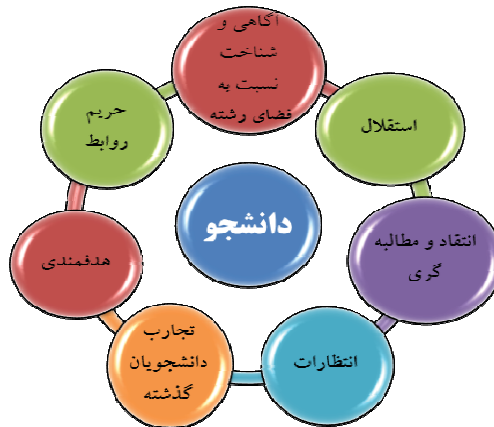 آگاهی و
شناخت
نسبت به
فضای رشته
استقلال
انتقاد و مطالبه
گری
انتظارات
تجارب
دانشجویان
گذشته
هدفمندی
حریم
روابط
دانشجو